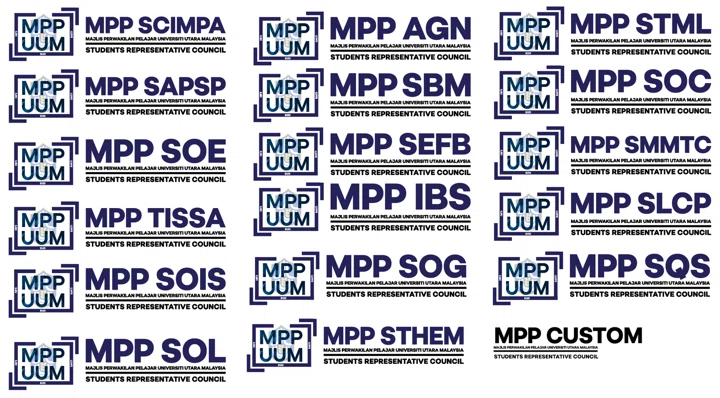 MPP
UUM
MPP SCIMPA
MAJLIS PERWAKILAN PELAJAR UNIVERSITI UTARA MALAYSIA
STUDENTS REPRESENTATIVE COUNCIL
MPP
UUM
MPP SAPSP
MAJLIS PERWAKILAN PELAJAR UNIVERSITI UTARA MALAYSIA
STUDENTS REPRESENTATIVE COUNCIL
MPP
UUM
MPP SOE
MAJLIS PERWAKILAN PELAJAR UNIVERSITI UTARA MALAYSIA
STUDENTS REPRESENTATIVE COUNCIL
MPP
UUM
MPP TISSA
MAJLIS PERWAKILAN PELAJAR UNIVERSITI UTARA MALAYSIA
STUDENTS REPRESENTATIVE COUNCIL
MPP
UUM
MPP SOIS
MAJLIS PERWAKILAN PELAJAR UNIVERSITI UTARA MALAYSIA
STUDENTS REPRESENTATIVE COUNCIL
MPP
UUM
MPP SOL
MAJLIS PERWAKILAN PELAJAR UNIVERSITI UTARA MALAYSIA
STUDENTS REPRESENTATIVE COUNCIL
MPP
UUM
MPP AGN
MAJLIS PERWAKILAN PELAJAR UNIVERSITI UTARA MALAYSIA
STUDENTS REPRESENTATIVE COUNCIL
MPP
UUM
MPP SBM
MAJLIS PERWAKILAN PELAJAR UNIVERSITI UTARA MALAYSIA
STUDENTS REPRESENTATIVE COUNCIL
MPP
UUM
MPP SEFB
MAJLIS PERWAKILAN PELAJAR UNIVERSITI UTARA MALAYSIA
STUDENTS REPRESENTATIVE COUNCIL
MPP
UUM
MPP IBS
MAJLIS PERWAKILAN PELAJAR UNIVERSITI UTARA MALAYSIA
STUDENTS REPRESENTATIVE COUNCIL
MPP
UUM
MPP SOG
MAJLIS PERWAKILAN PELAJAR UNIVERSITI UTARA MALAYSIA
STUDENTS REPRESENTATIVE COUNCIL
MPP
UUM
MPP STHEM
MAJLIS PERWAKILAN PELAJAR UNIVERSITI UTARA MALAYSIA
STUDENTS REPRESENTATIVE COUNCIL
MPP
UUM
MPP STML
MAJLIS PERWAKILAN PELAJAR UNIVERSITI UTARA MALAYSIA
STUDENTS REPRESENTATIVE COUNCIL
MPP
UUM
MPP SOC
MAJLIS PERWAKILAN PELAJAR UNIVERSITI UTARA MALAYSIA
STUDENTS REPRESENTATIVE COUNCIL
MPP
UUM
MPP SMMTC
MAJLIS PERWAKILAN PELAJAR UNIVERSITI UTARA MALAYSIA
STUDENTS REPRESENTATIVE COUNCIL
MPP
UUM
MPP SLCP
MAJLIS PERWAKILAN PELAJAR UNIVERSITI UTARA MALAYSIA
STUDENTS REPRESENTATIVE COUNCIL
MPP
UUM
MPP SQS
MAJLIS PERWAKILAN PELAJAR UNIVERSITI UTARA MALAYSIA
STUDENTS REPRESENTATIVE COUNCIL
MPP CUSTOM
MAJLIS PERWAKILAN PELAJAR UNIVERSITI UTARA MALAYSIA
STUDENTS REPRESENTATIVE COUNCIL